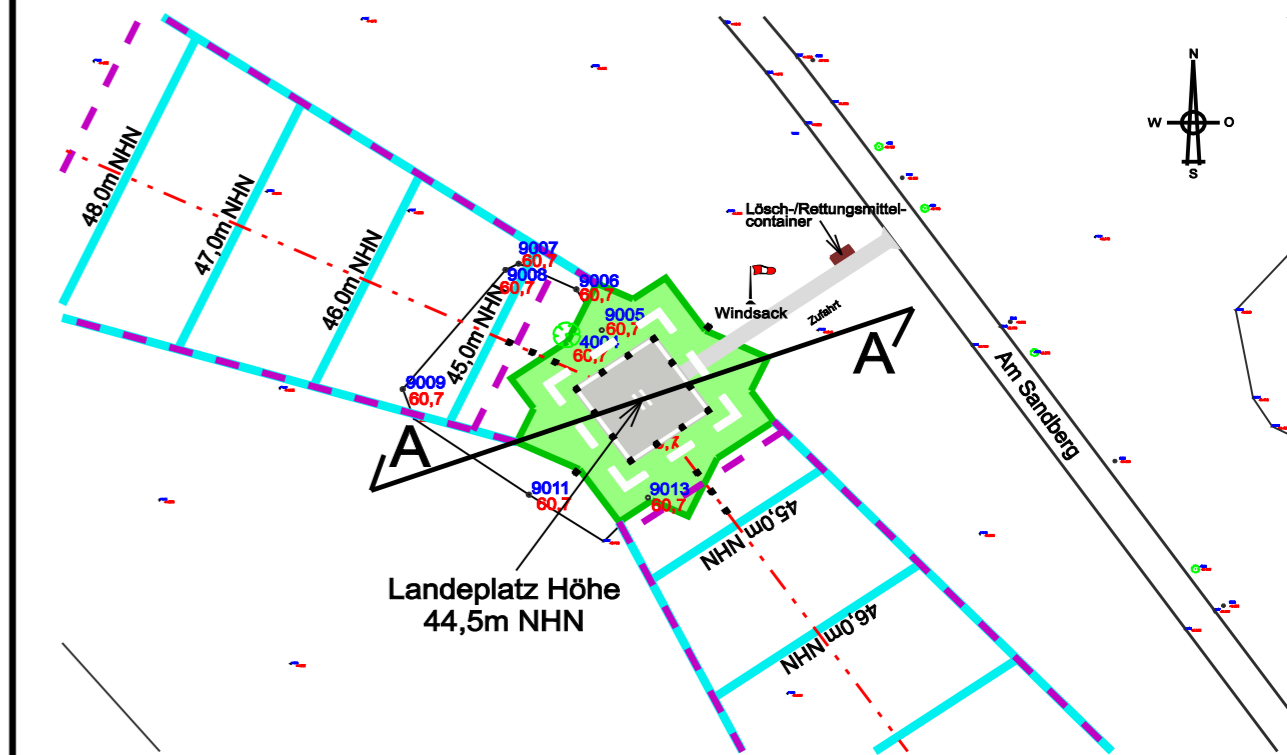 N
W
O
S
48,0m NHN
47,0m NHN
46,0m NHN
45,0m NHN
9007
60,7
9008
60,7
9006
60,7
9005
60,7
60,7
9009
60,7
9011
60,7
9013
60,7
Lösch-/Rettungsmittel-
container
Windsack
Zufahrt
A
A
Am Sandberg
Landeplatz Höhe
44,5m NHN
45,0m NHN
46,0m NHN